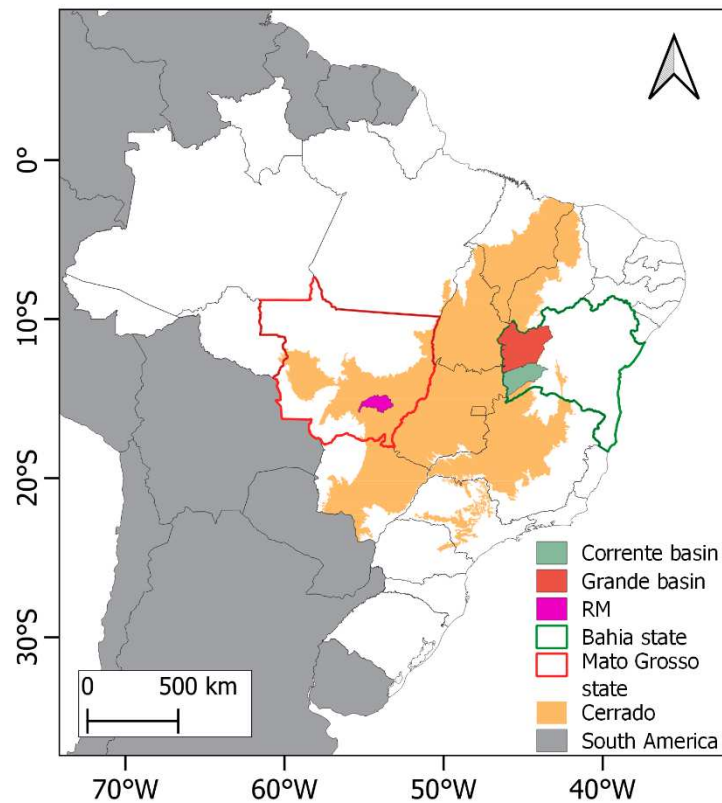 0°
10°S
20°S
30°S
0 500 km
Corrente basin
Grande basin
RM
Bahia state
Mato Grosso
state
Cerrado
South America
70°W 60°W 50°W 40°W